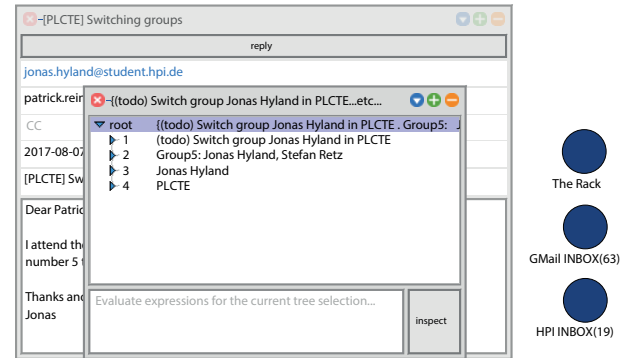 [PLCTE] Switching groups
reply
jonas.hyland@student.hpi.de
patrick.rein
CC
2017-08-07
[PLCTE] Sw
Dear Patric
I attend the
number 5
Thanks and
Jonas
{(todo) Switch group Jonas Hyland in PLCTE...etc...
root {(todo) Switch group Jonas Hyland in PLCTE . Group5: J
1 (todo) Switch group Jonas Hyland in PLCTE
2 Group5: Jonas Hyland, Stefan Retz
3 Jonas Hyland
4 PLCTE
Evaluate expressions for the current tree selection...
inspect
The Rack
GMail INBOX(63)
HPI INBOX(19)